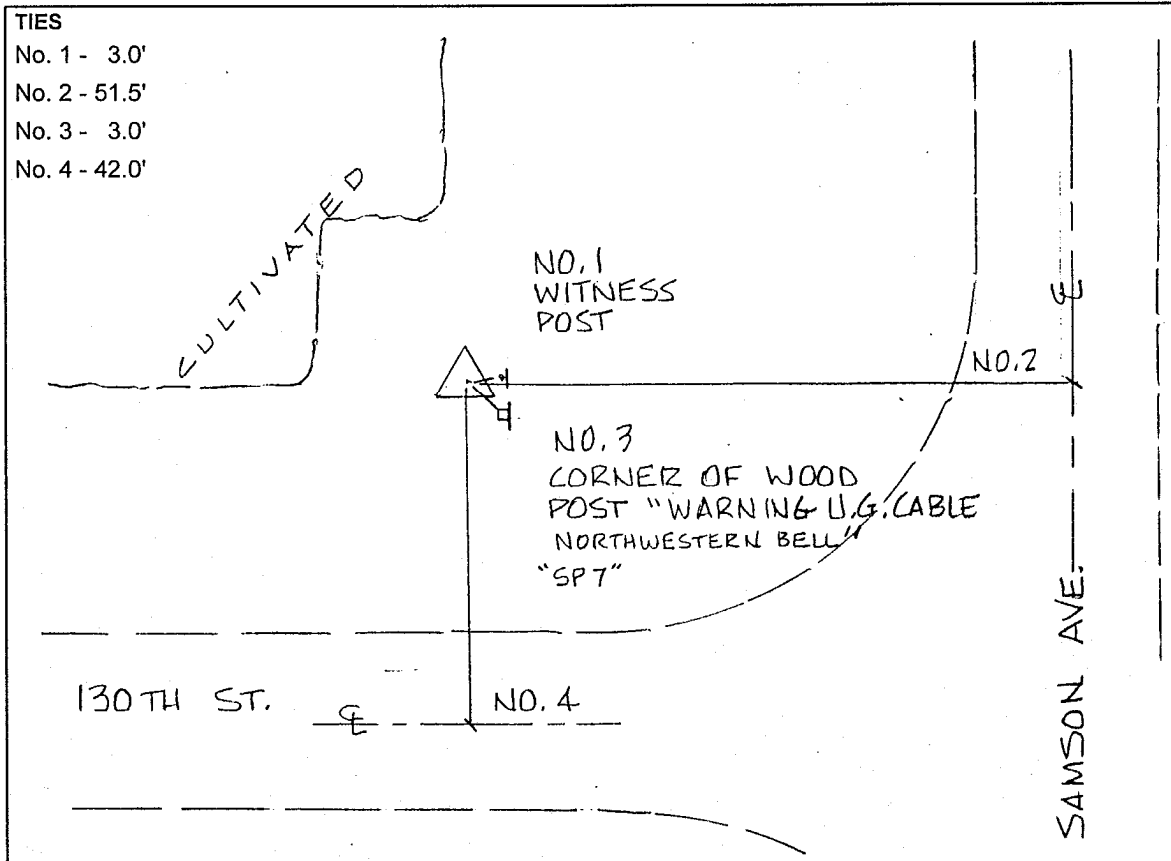 TIES
No. 1 - 3.0'
No. 2 - 51.5'
No. 3 - 3.0'
No. 4 - 42.0'
CULTIVATED
NO. 1
WITNESS
POST
℄
NO. 2
NO. 3
CORNER OF WOOD
POST "WARNING U.G. CABLE
NORTHWESTERN BELL"
"SP 7"
130TH ST.
℄
NO. 4
SAMSON AVE.